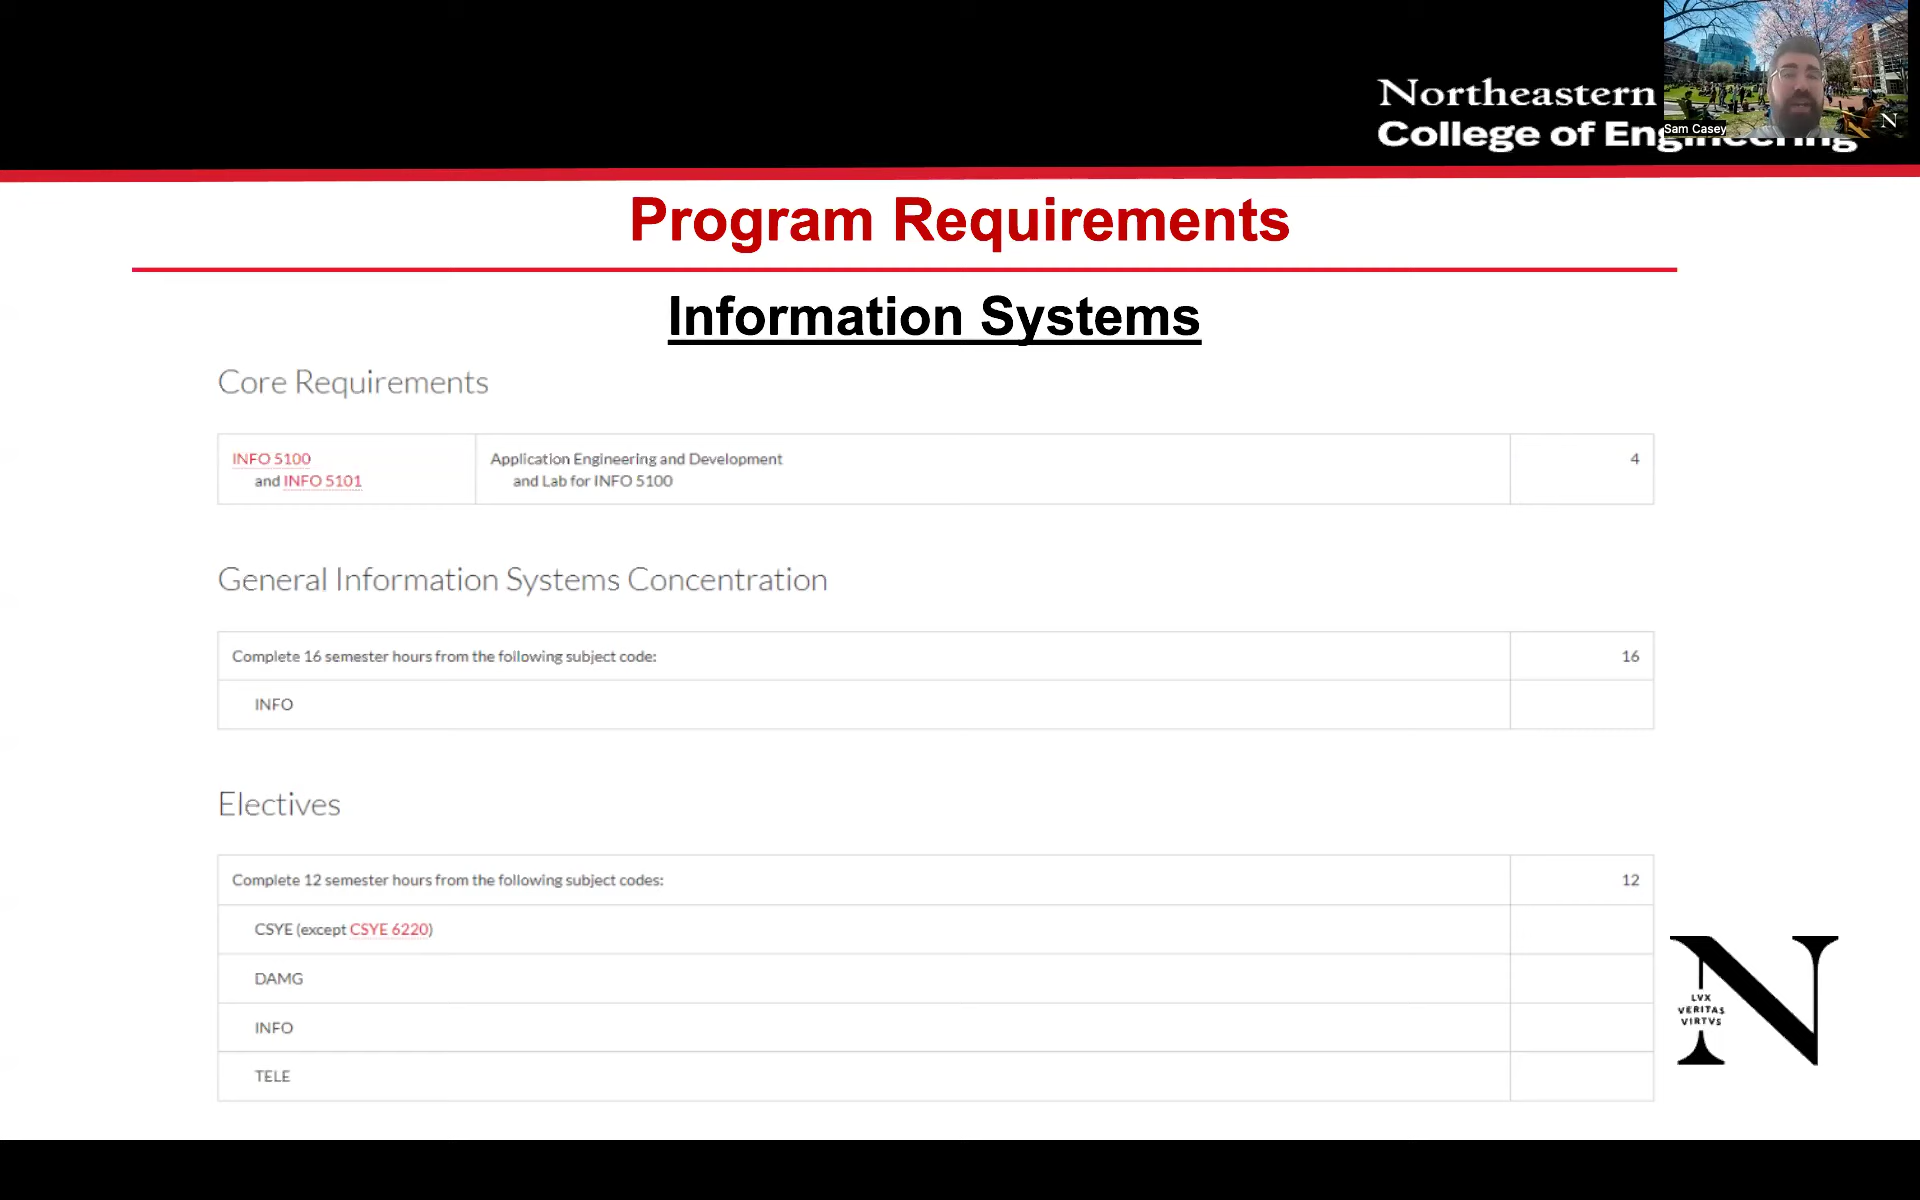 Northeastern
College of Engineering
Sam Casey
N
Program Requirements
Information Systems
Core Requirements
INFO 5100
and INFO 5101
Application Engineering and Development
and Lab for INFO 5100
4
General Information Systems Concentration
Complete 16 semester hours from the following subject code:
16
INFO
Electives
Complete 12 semester hours from the following subject codes:
12
CSYE (except CSYE 6220)
DAMG
INFO
TELE
N
LVX
VERITAS
VIRTVS